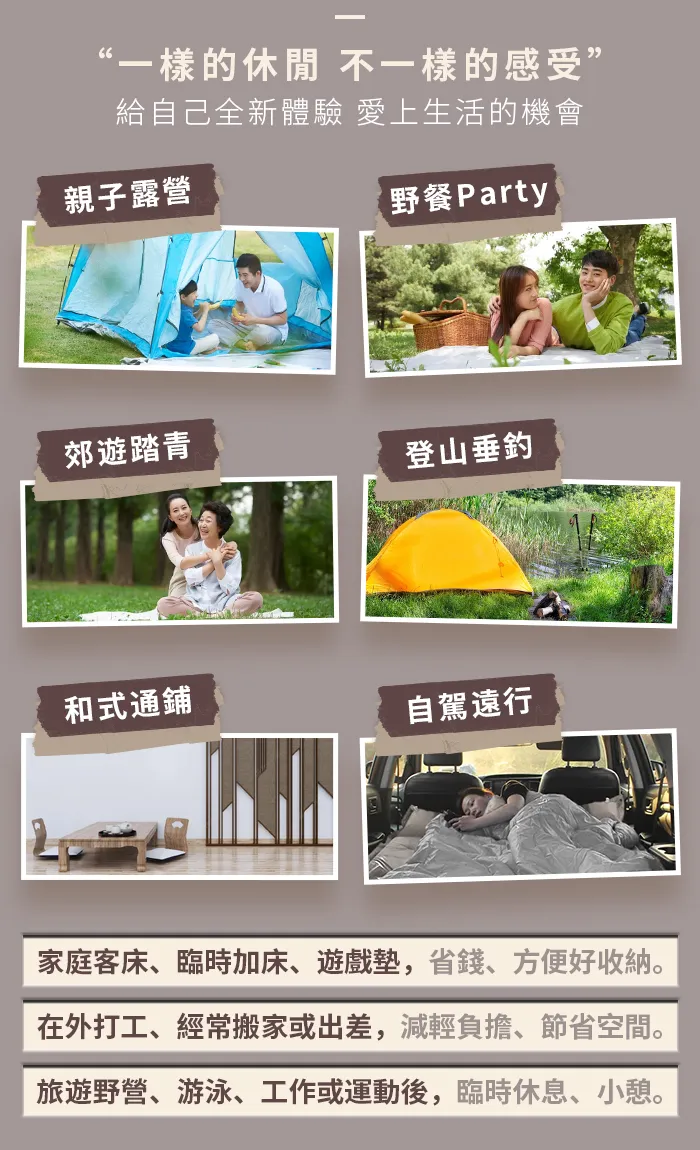 “一樣的休閒 不一樣的感受”
給自己全新體驗 愛上生活的機會
親子露營
野餐Party
郊遊踏青
登山垂釣
和式通鋪
自駕遠行
家庭客床、臨時加床、遊戲墊，省錢、方便好收納。
在外打工、經常搬家或出差，減輕負擔、節省空間。
旅遊野營、游泳、工作或運動後，臨時休息、小憩。